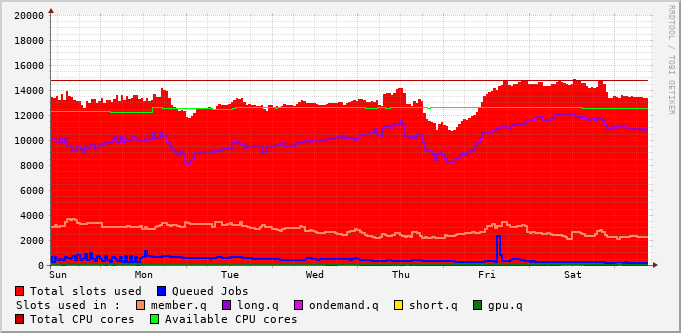 20000
18000
16000
14000
12000
10000
8000
6000
4000
2000
0
Sun Mon Tue Wed Thu Fri Sat
Total slots used Queued Jobs
Slots used in : member.q long.q ondemand.q short.q gpu.q
Total CPU cores Available CPU cores
RRDTOOL / TOBI OETIKER